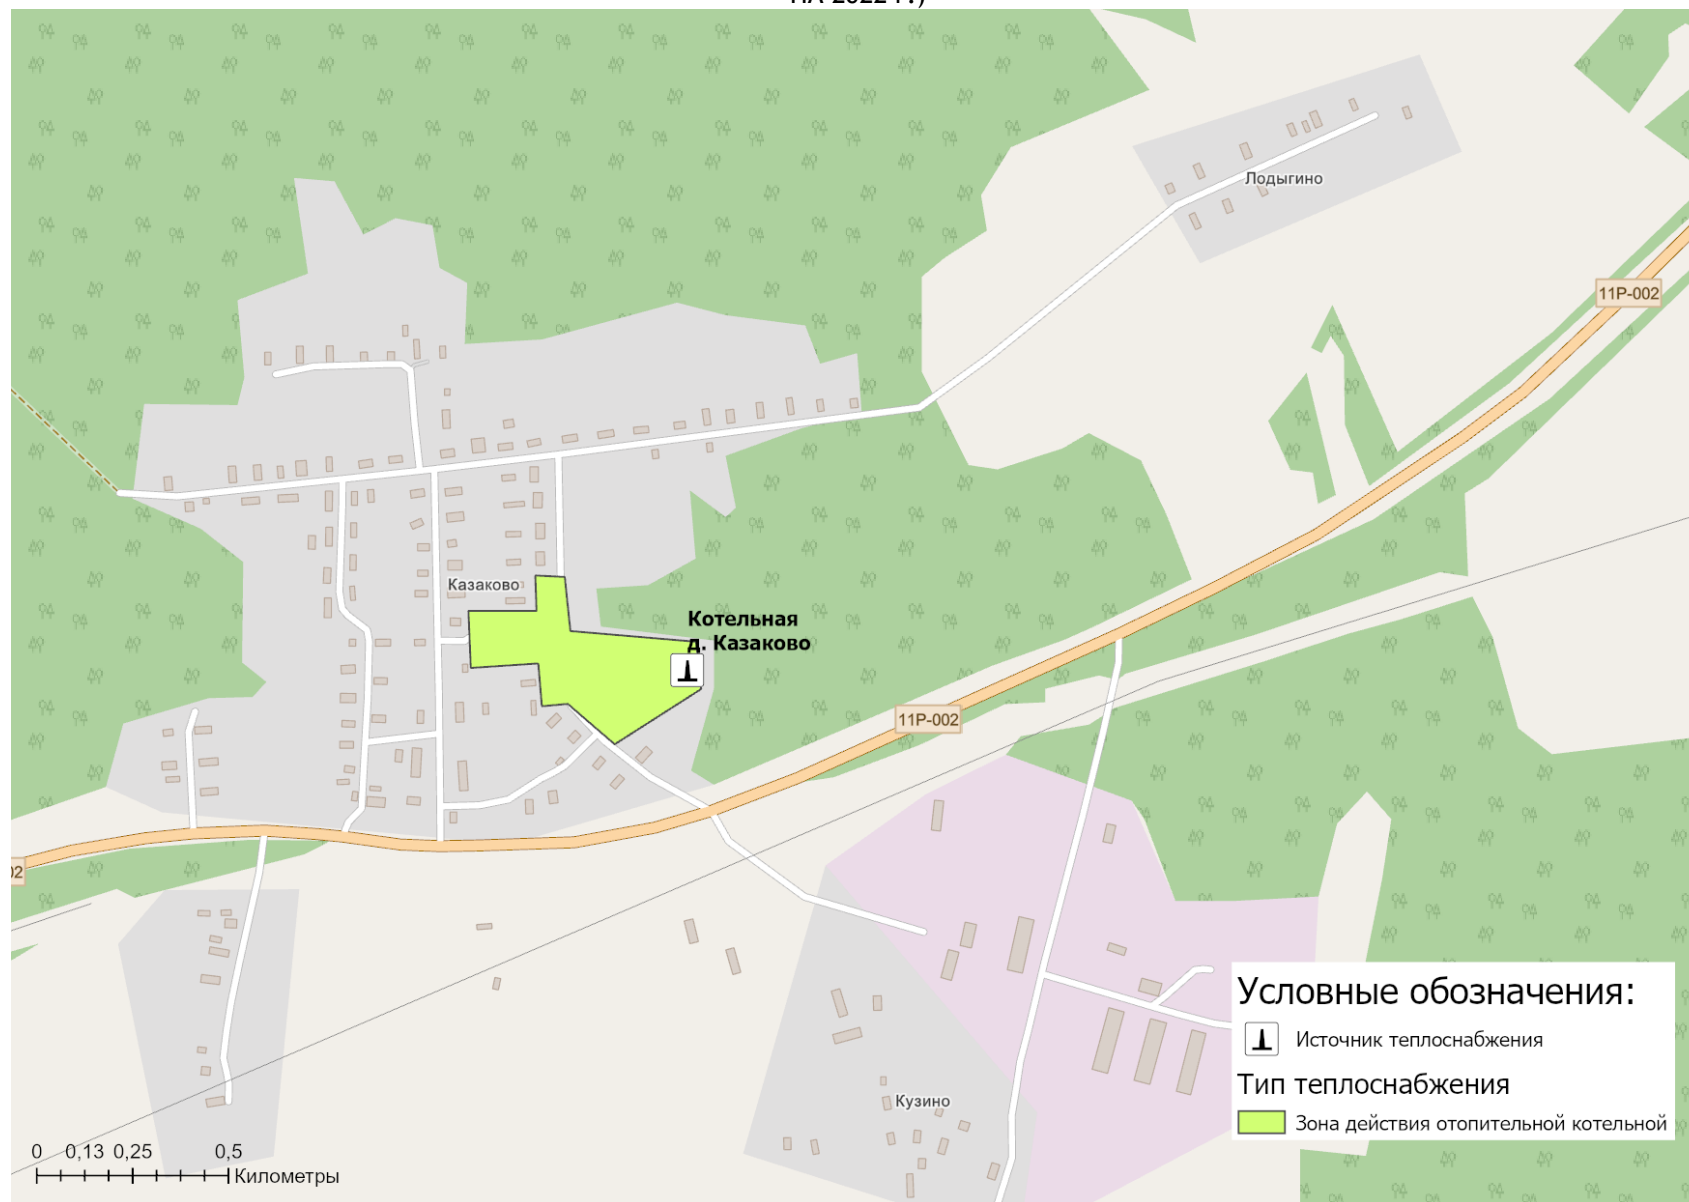 Лодыгино
11Р-002
Казаково
Котельная
д. Казаково
11Р-002
02
Кузино
Условные обозначения:
Источник теплоснабжения
Тип теплоснабжения
Зона действия отопительной котельной
0 0,13 0,25 0,5
Километры